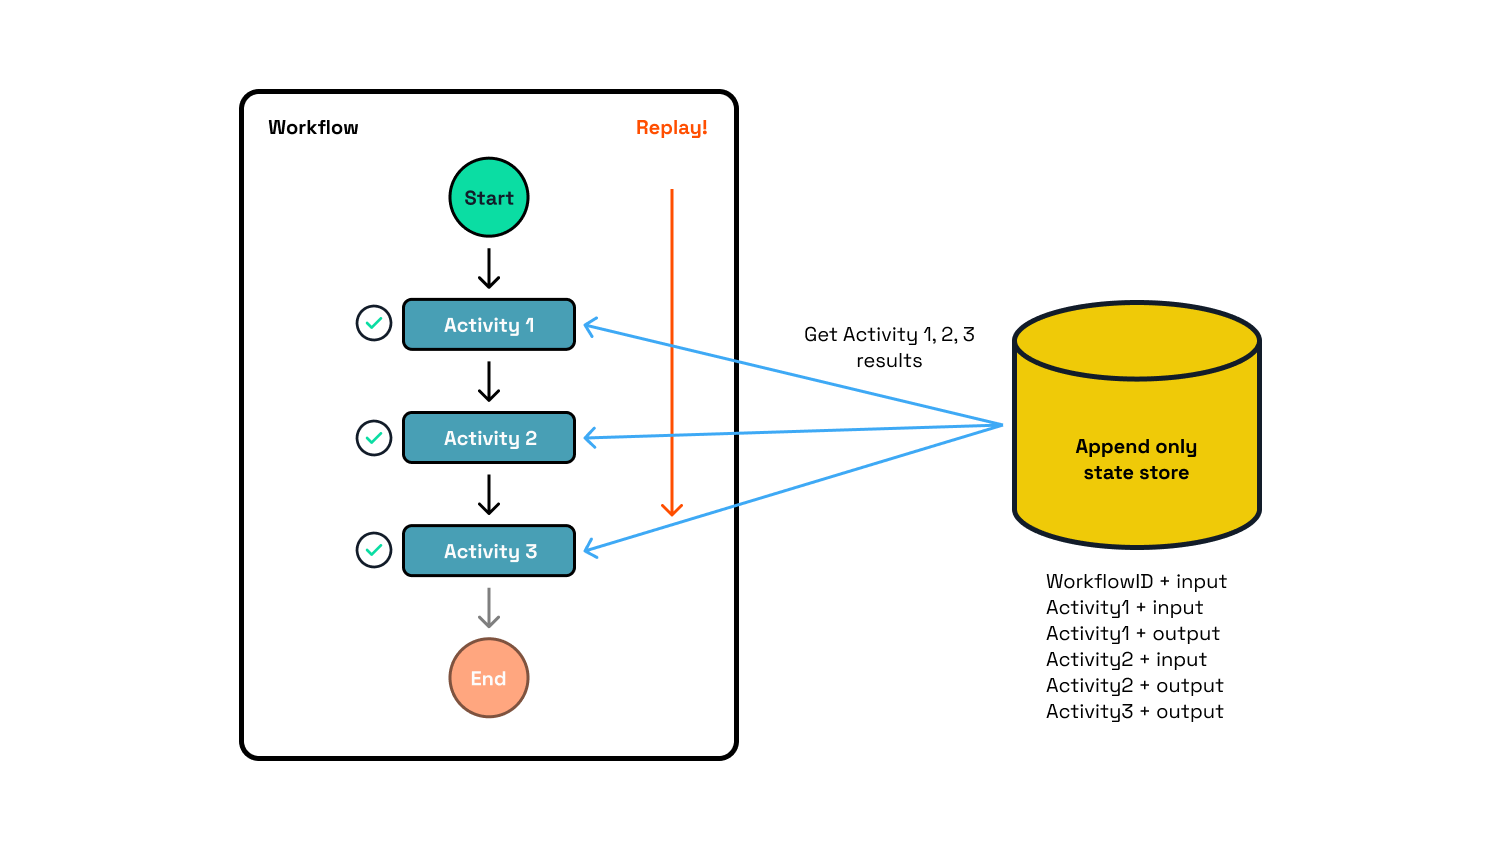 Workflow
Replay!
Start
Activity 1
Activity 2
Activity 3
End
Get Activity 1, 2, 3
results
Append only
state store
WorkflowID + input
Activity1 + input
Activity1 + output
Activity2 + input
Activity2 + output
Activity3 + output